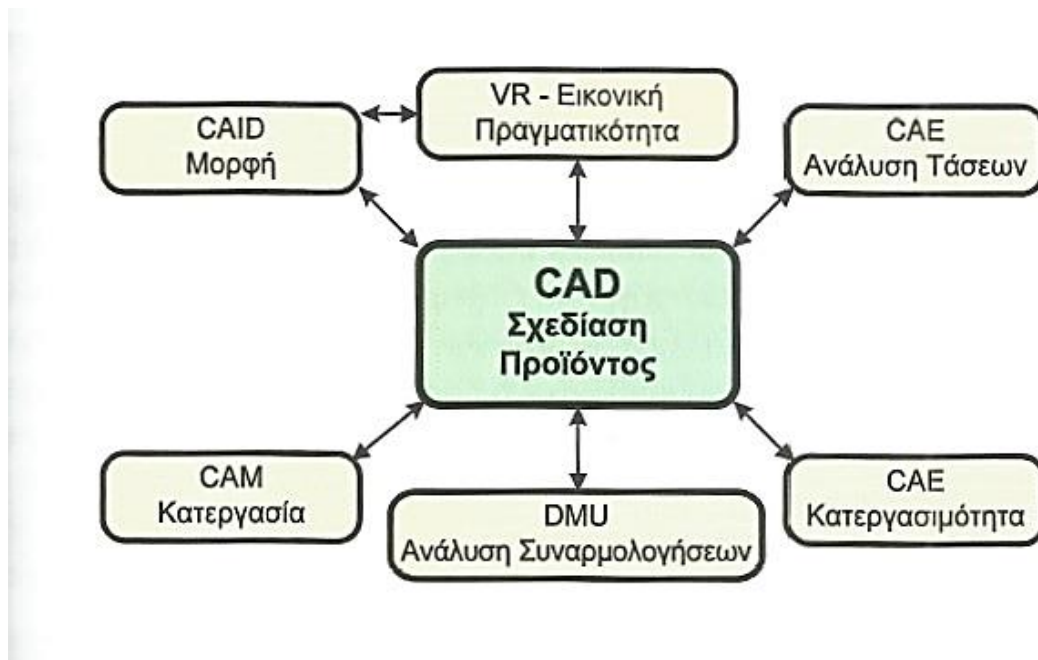 VR - Εικονική
Πραγματικότητα
CAID
Μορφή
CAE
Ανάλυση Τάσεων
CAD
Σχεδίαση
Προϊόντος
CAM
Κατεργασία
DMU
Ανάλυση Συναρμολογήσεων
CAE
Κατεργασιμότητα